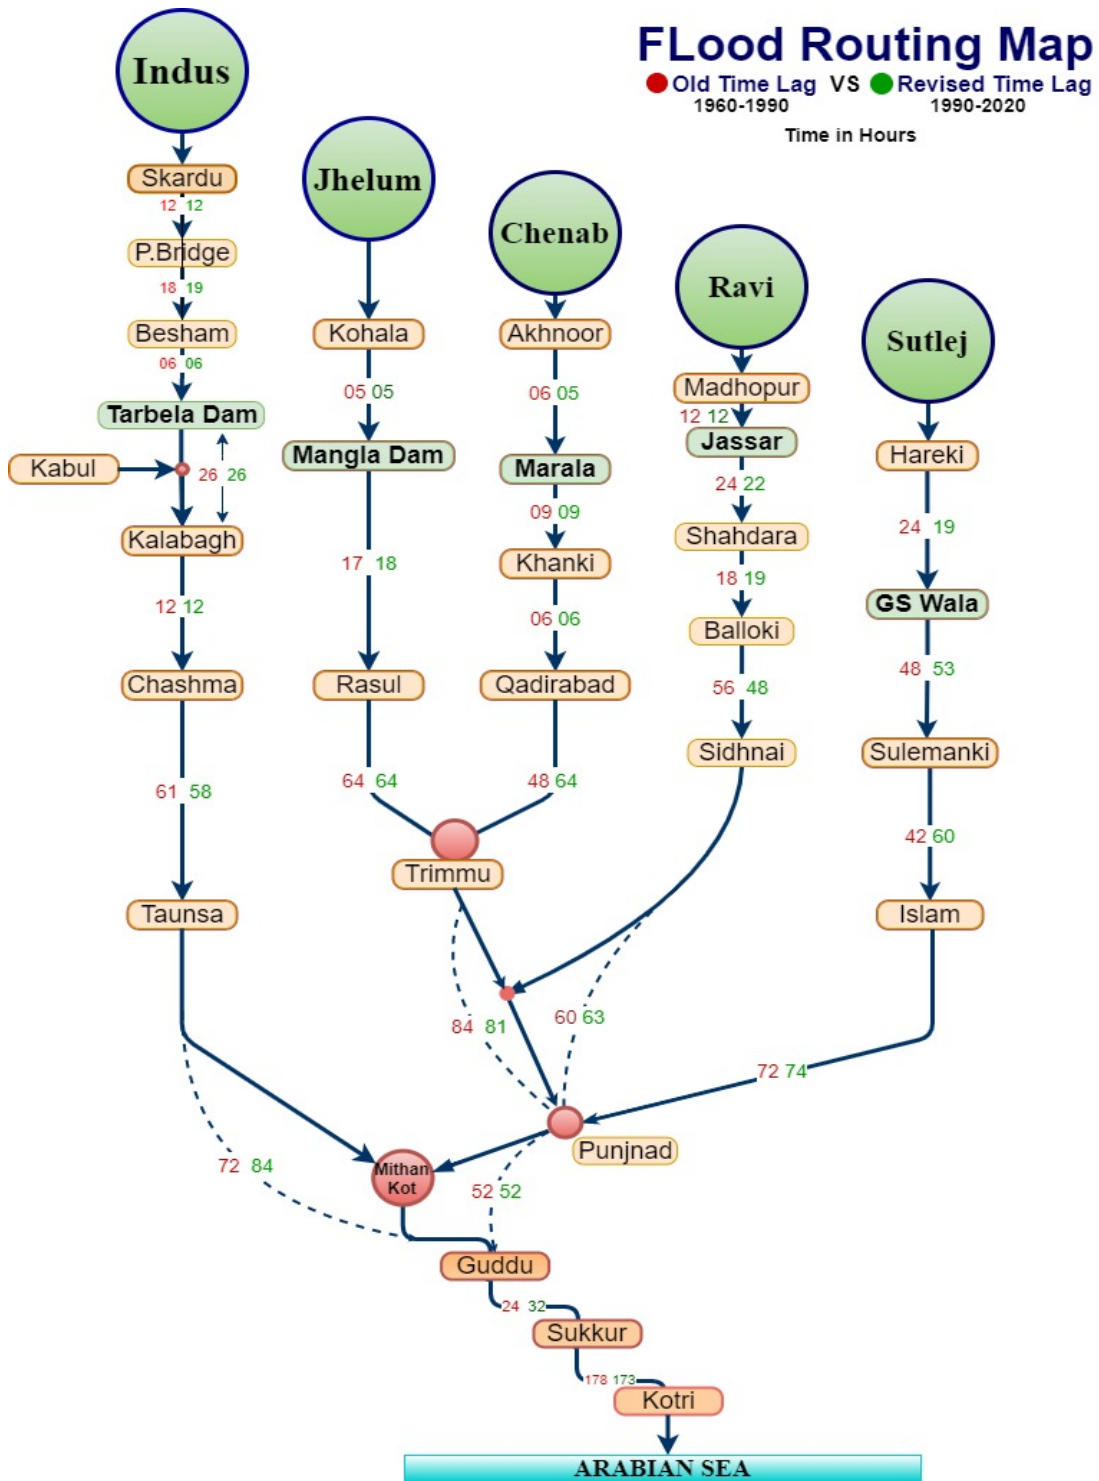 FLood Routing Map
Old Time Lag VS Revised Time Lag
1960-1990 1990-2020
Time in Hours
Indus
Skardu
12 12
P.Bridge
18 19
Besham
06 06
Tarbela Dam
Kabul
26 26
Kalabagh
12 12
Chashma
61 58
Taunsa
72 84
Jhelum
Kohala
05 05
Mangla Dam
17 18
Rasul
64 64
Chenab
Akhnoor
06 05
Marala
09 09
Khanki
06 06
Qadirabad
48 64
Trimmu
84 81
Ravi
Madhopur
12 12
Jassar
24 22
Shahdara
18 19
Balloki
56 48
Sidhnai
60 63
Sutlej
Hareki
24 19
GS Wala
48 53
Sulemanki
42 60
Islam
72 74
Punjnad
Mithan
Kot
52 52
Guddu
24 32
Sukkur
178 173
Kotri
ARABIAN SEA